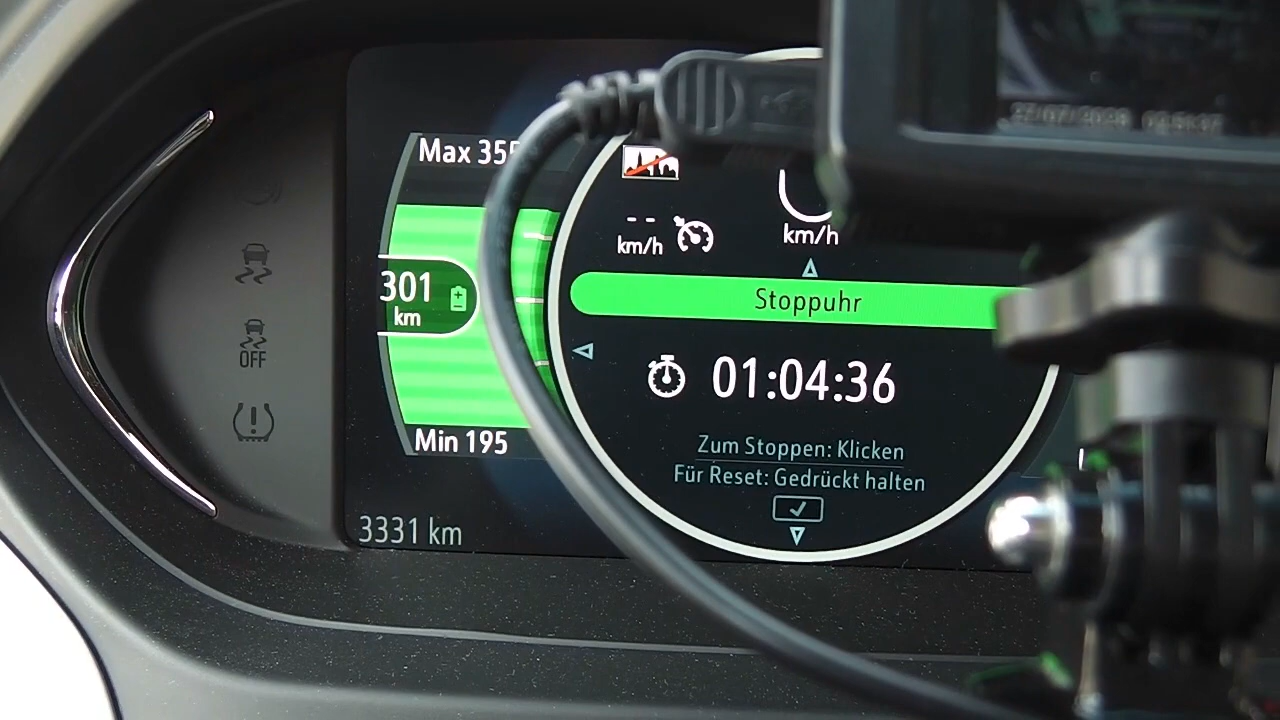 Max 355
-- km/h
km/h
Stoppuhr
301
km
01:04:36
OFF
Min 195
Zum Stoppen: Klicken
Für Reset: Gedrückt halten
3331 km